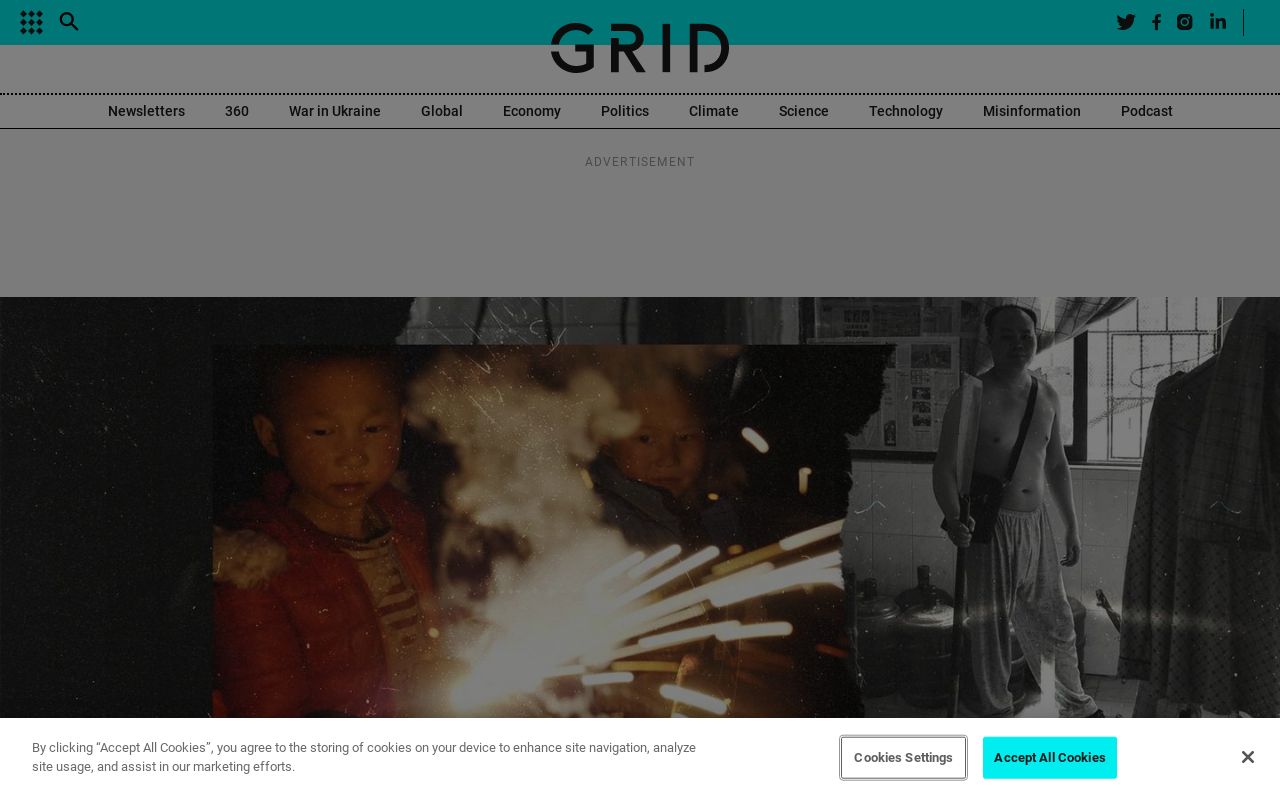 GRID
Newsletters 360 War in Ukraine Global Economy Politics Climate Science Technology Misinformation Podcast
ADVERTISEMENT
By clicking “Accept All Cookies”, you agree to the storing of cookies on your device to enhance site navigation, analyze
site usage, and assist in our marketing efforts.
Cookies Settings
Accept All Cookies